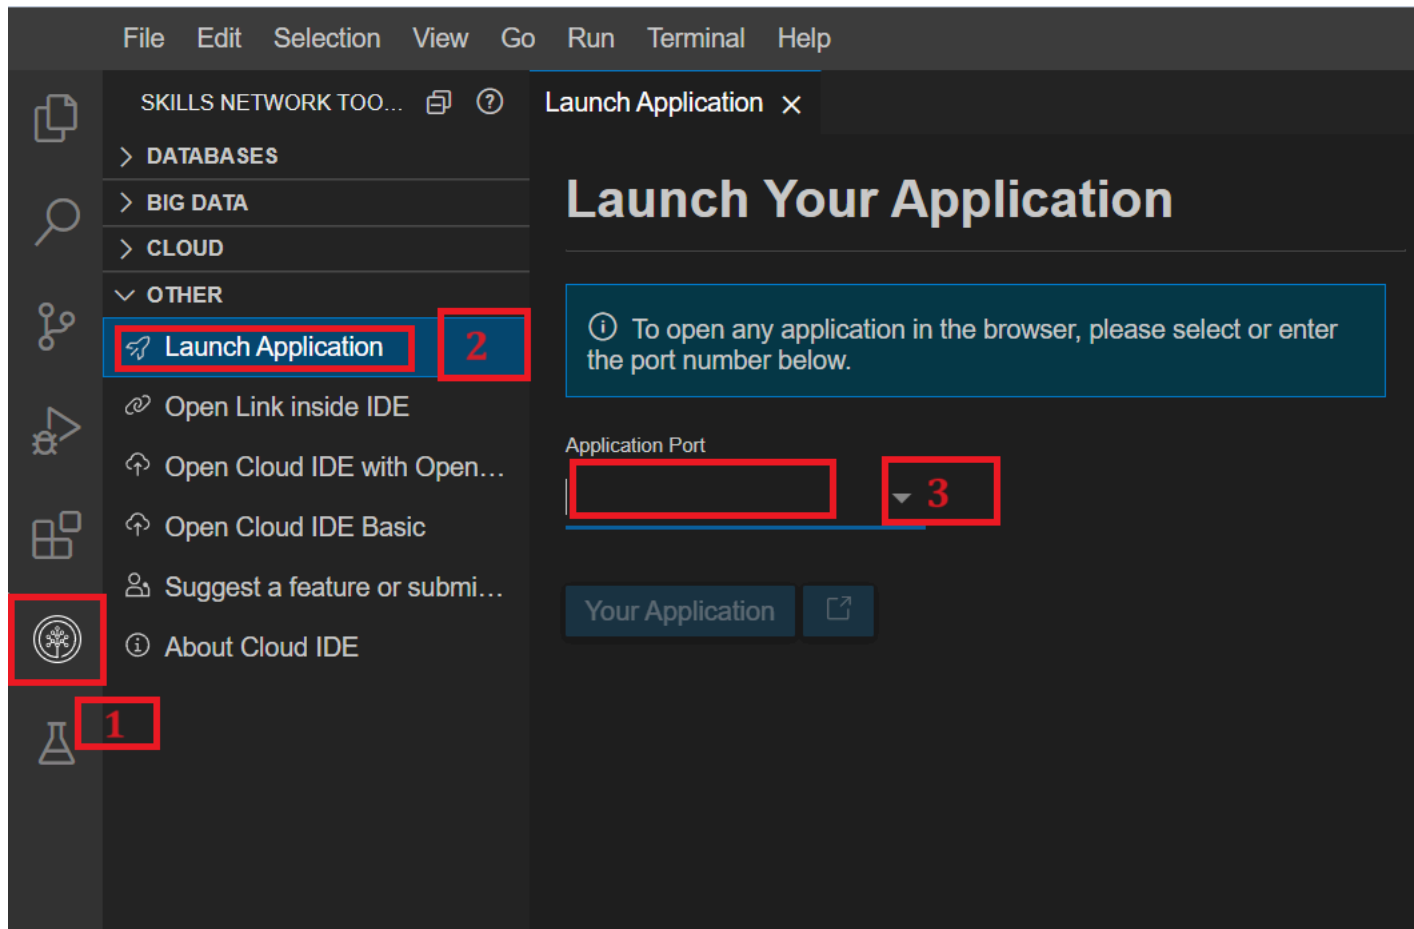 File Edit Selection View Go Run Terminal Help
SKILLS NETWORK TOO...
Launch Application
DATABASES
BIG DATA
CLOUD
OTHER
Launch Application 2
Open Link inside IDE
Open Cloud IDE with Open...
Open Cloud IDE Basic
Suggest a feature or submi...
About Cloud IDE
1
Launch Your Application
To open any application in the browser, please select or enter
the port number below.
Application Port
3
Your Application